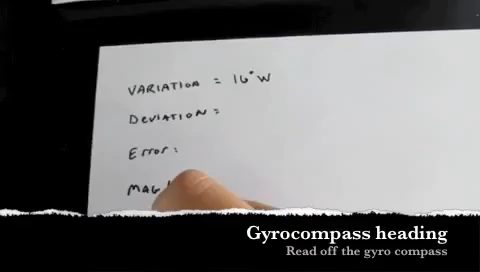 VARIATION = 16°W
DEVIATION =
Error:
MAG
Gyrocompass heading
Read off the gyro compass